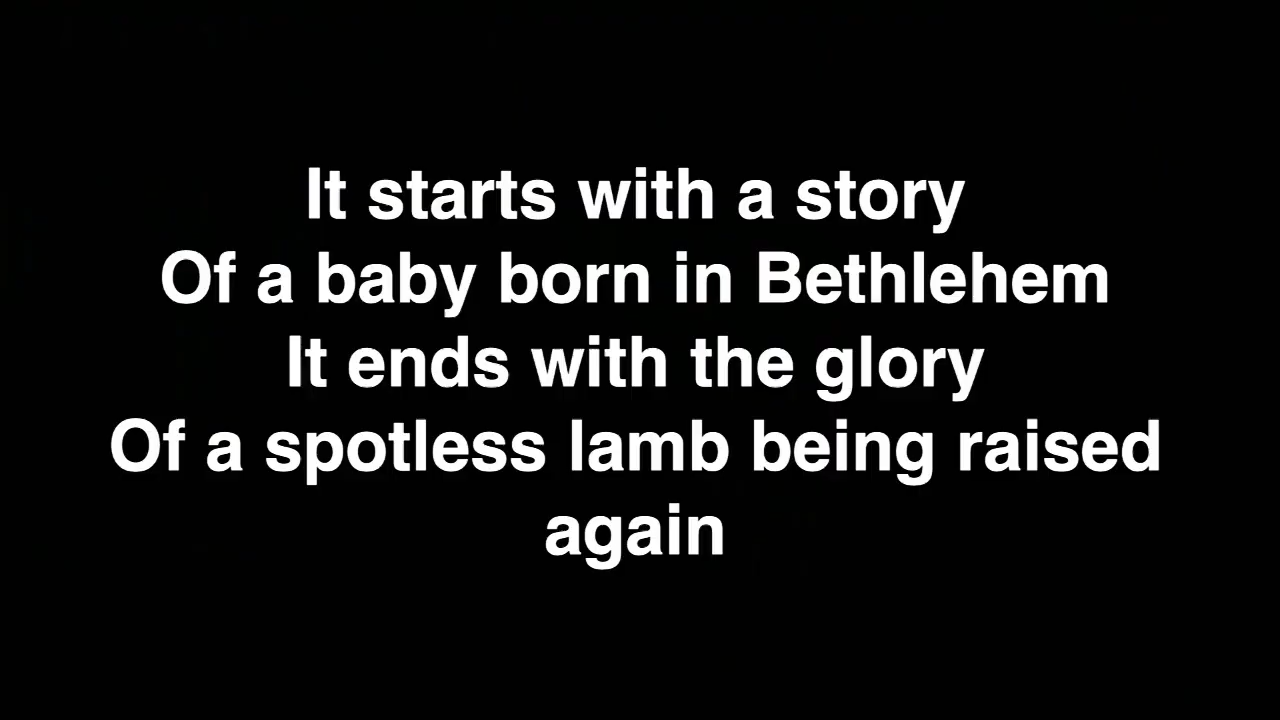 It starts with a story
Of a baby born in Bethlehem
It ends with the glory
Of a spotless lamb being raised
again